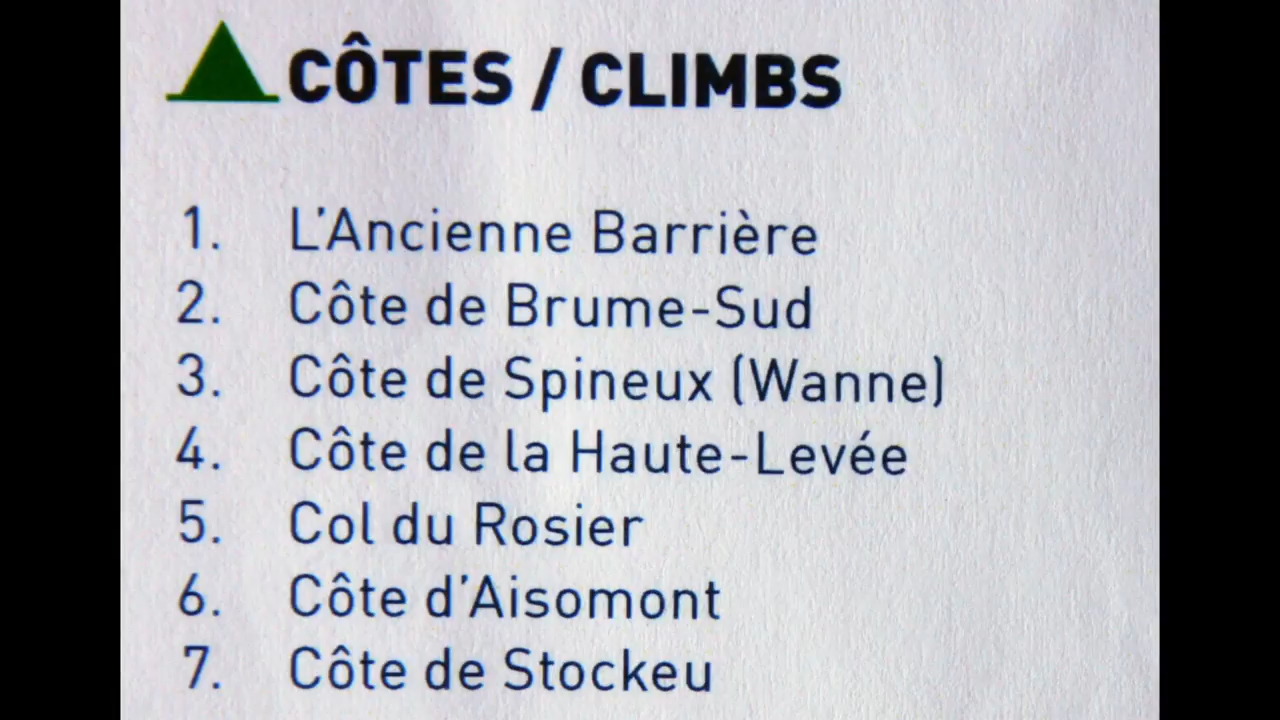 CÔTES / CLIMBS
1. L'Ancienne Barrière
2. Côte de Brume-Sud
3. Côte de Spineux (Wanne)
4. Côte de la Haute-Levée
5. Col du Rosier
6. Côte d'Aisomont
7. Côte de Stockeu